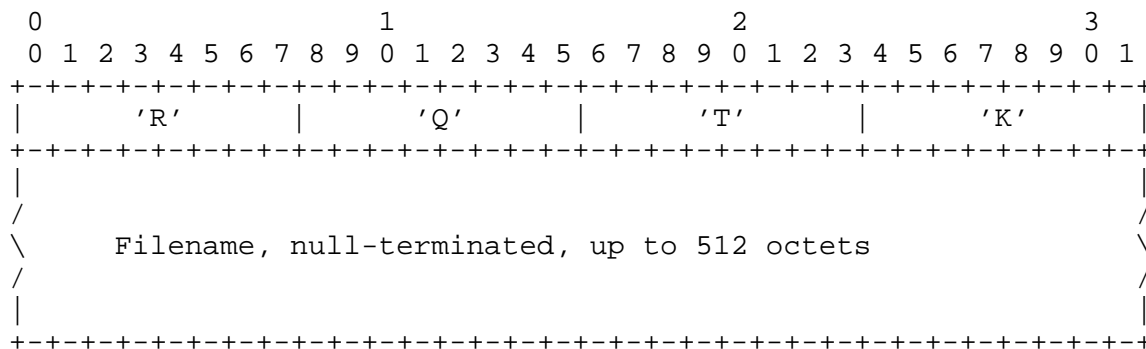 0                   1                   2                   3
 0 1 2 3 4 5 6 7 8 9 0 1 2 3 4 5 6 7 8 9 0 1 2 3 4 5 6 7 8 9 0 1
+-+-+-+-+-+-+-+-+-+-+-+-+-+-+-+-+-+-+-+-+-+-+-+-+-+-+-+-+-+-+-+-+
|      ’R’      |      ’Q’       |      ’T’      |      ’K’       |
+-+-+-+-+-+-+-+-+-+-+-+-+-+-+-+-+-+-+-+-+-+-+-+-+-+-+-+-+-+-+-+-+
|                                                               |
/                                                               /
\     Filename, null-terminated, up to 512 octets               \
/                                                               /
|                                                               |
+-+-+-+-+-+-+-+-+-+-+-+-+-+-+-+-+-+-+-+-+-+-+-+-+-+-+-+-+-+-+-+-+